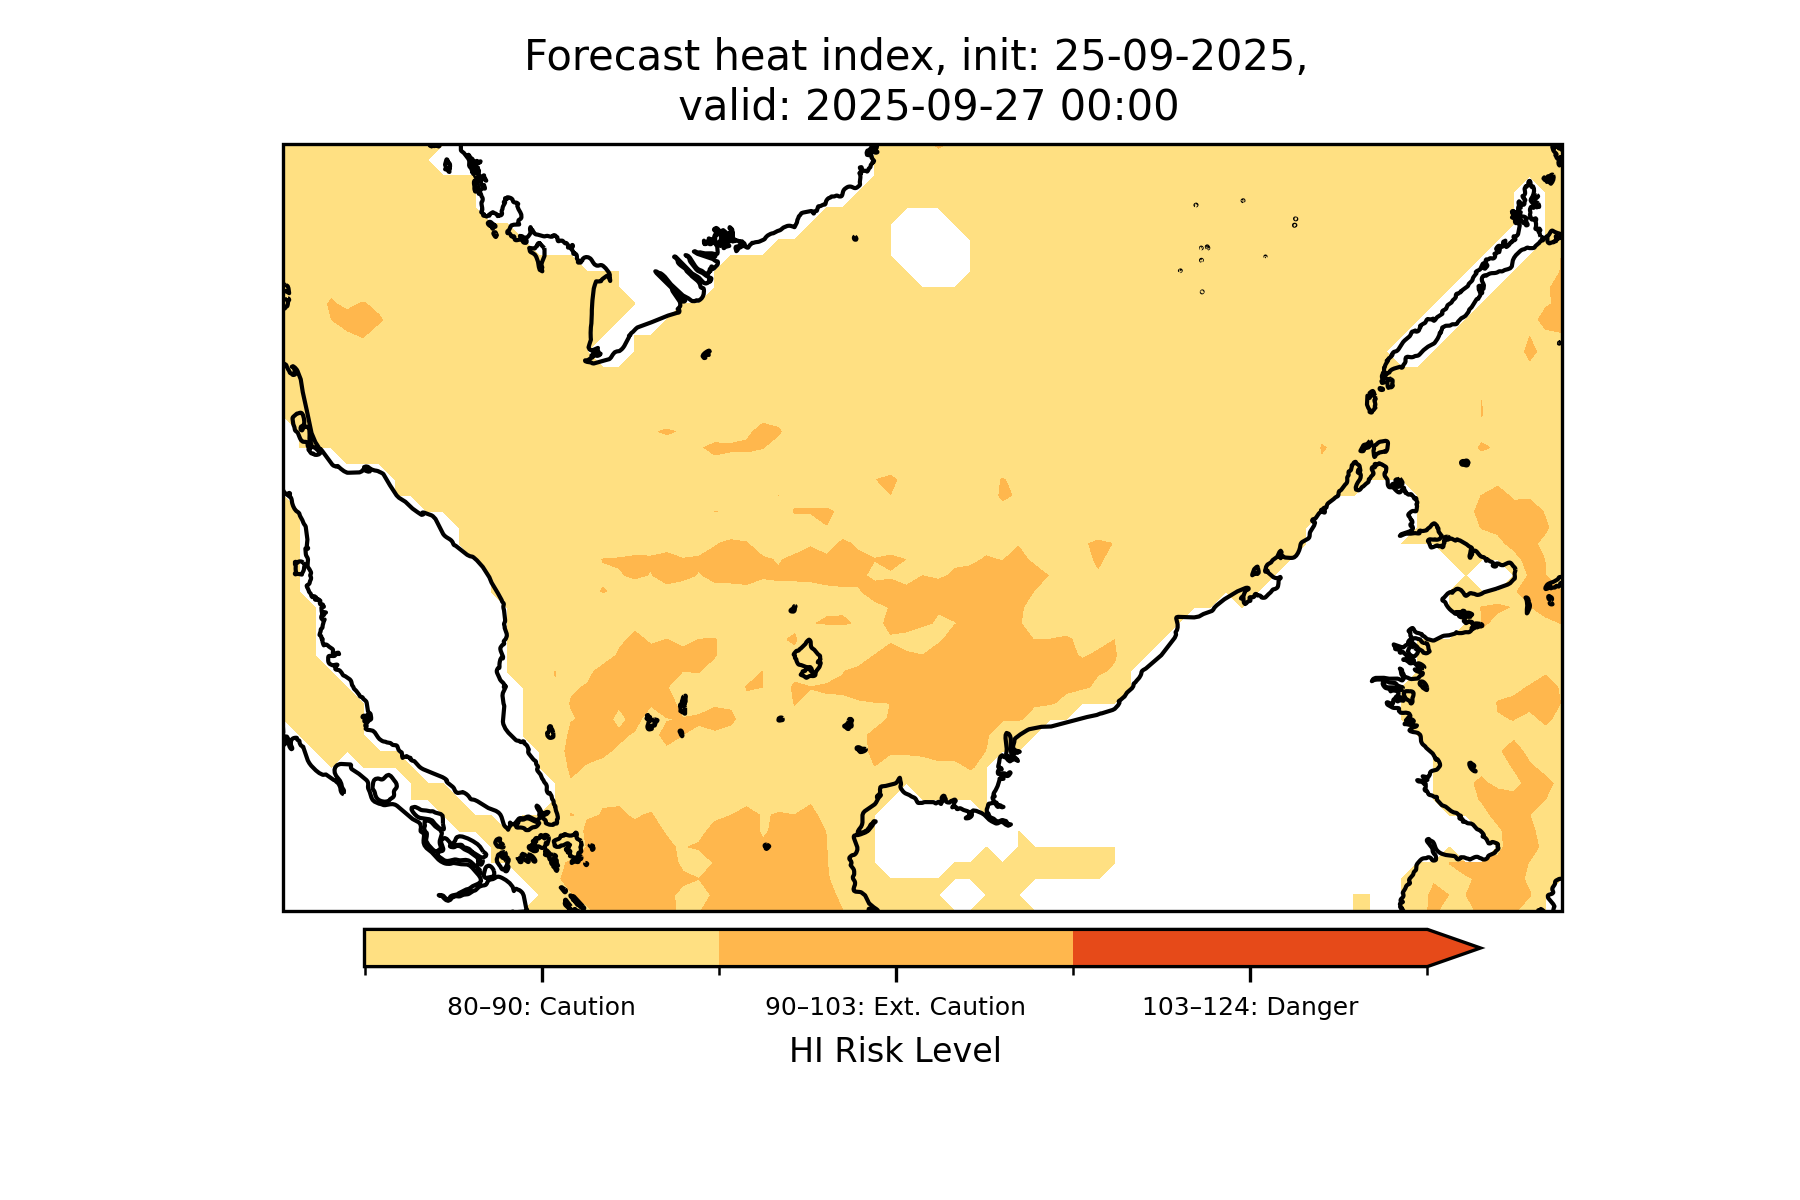 Forecast heat index, init: 25-09-2025,
valid: 2025-09-27 00:00
80–90: Caution
90–103: Ext. Caution
103–124: Danger
HI Risk Level